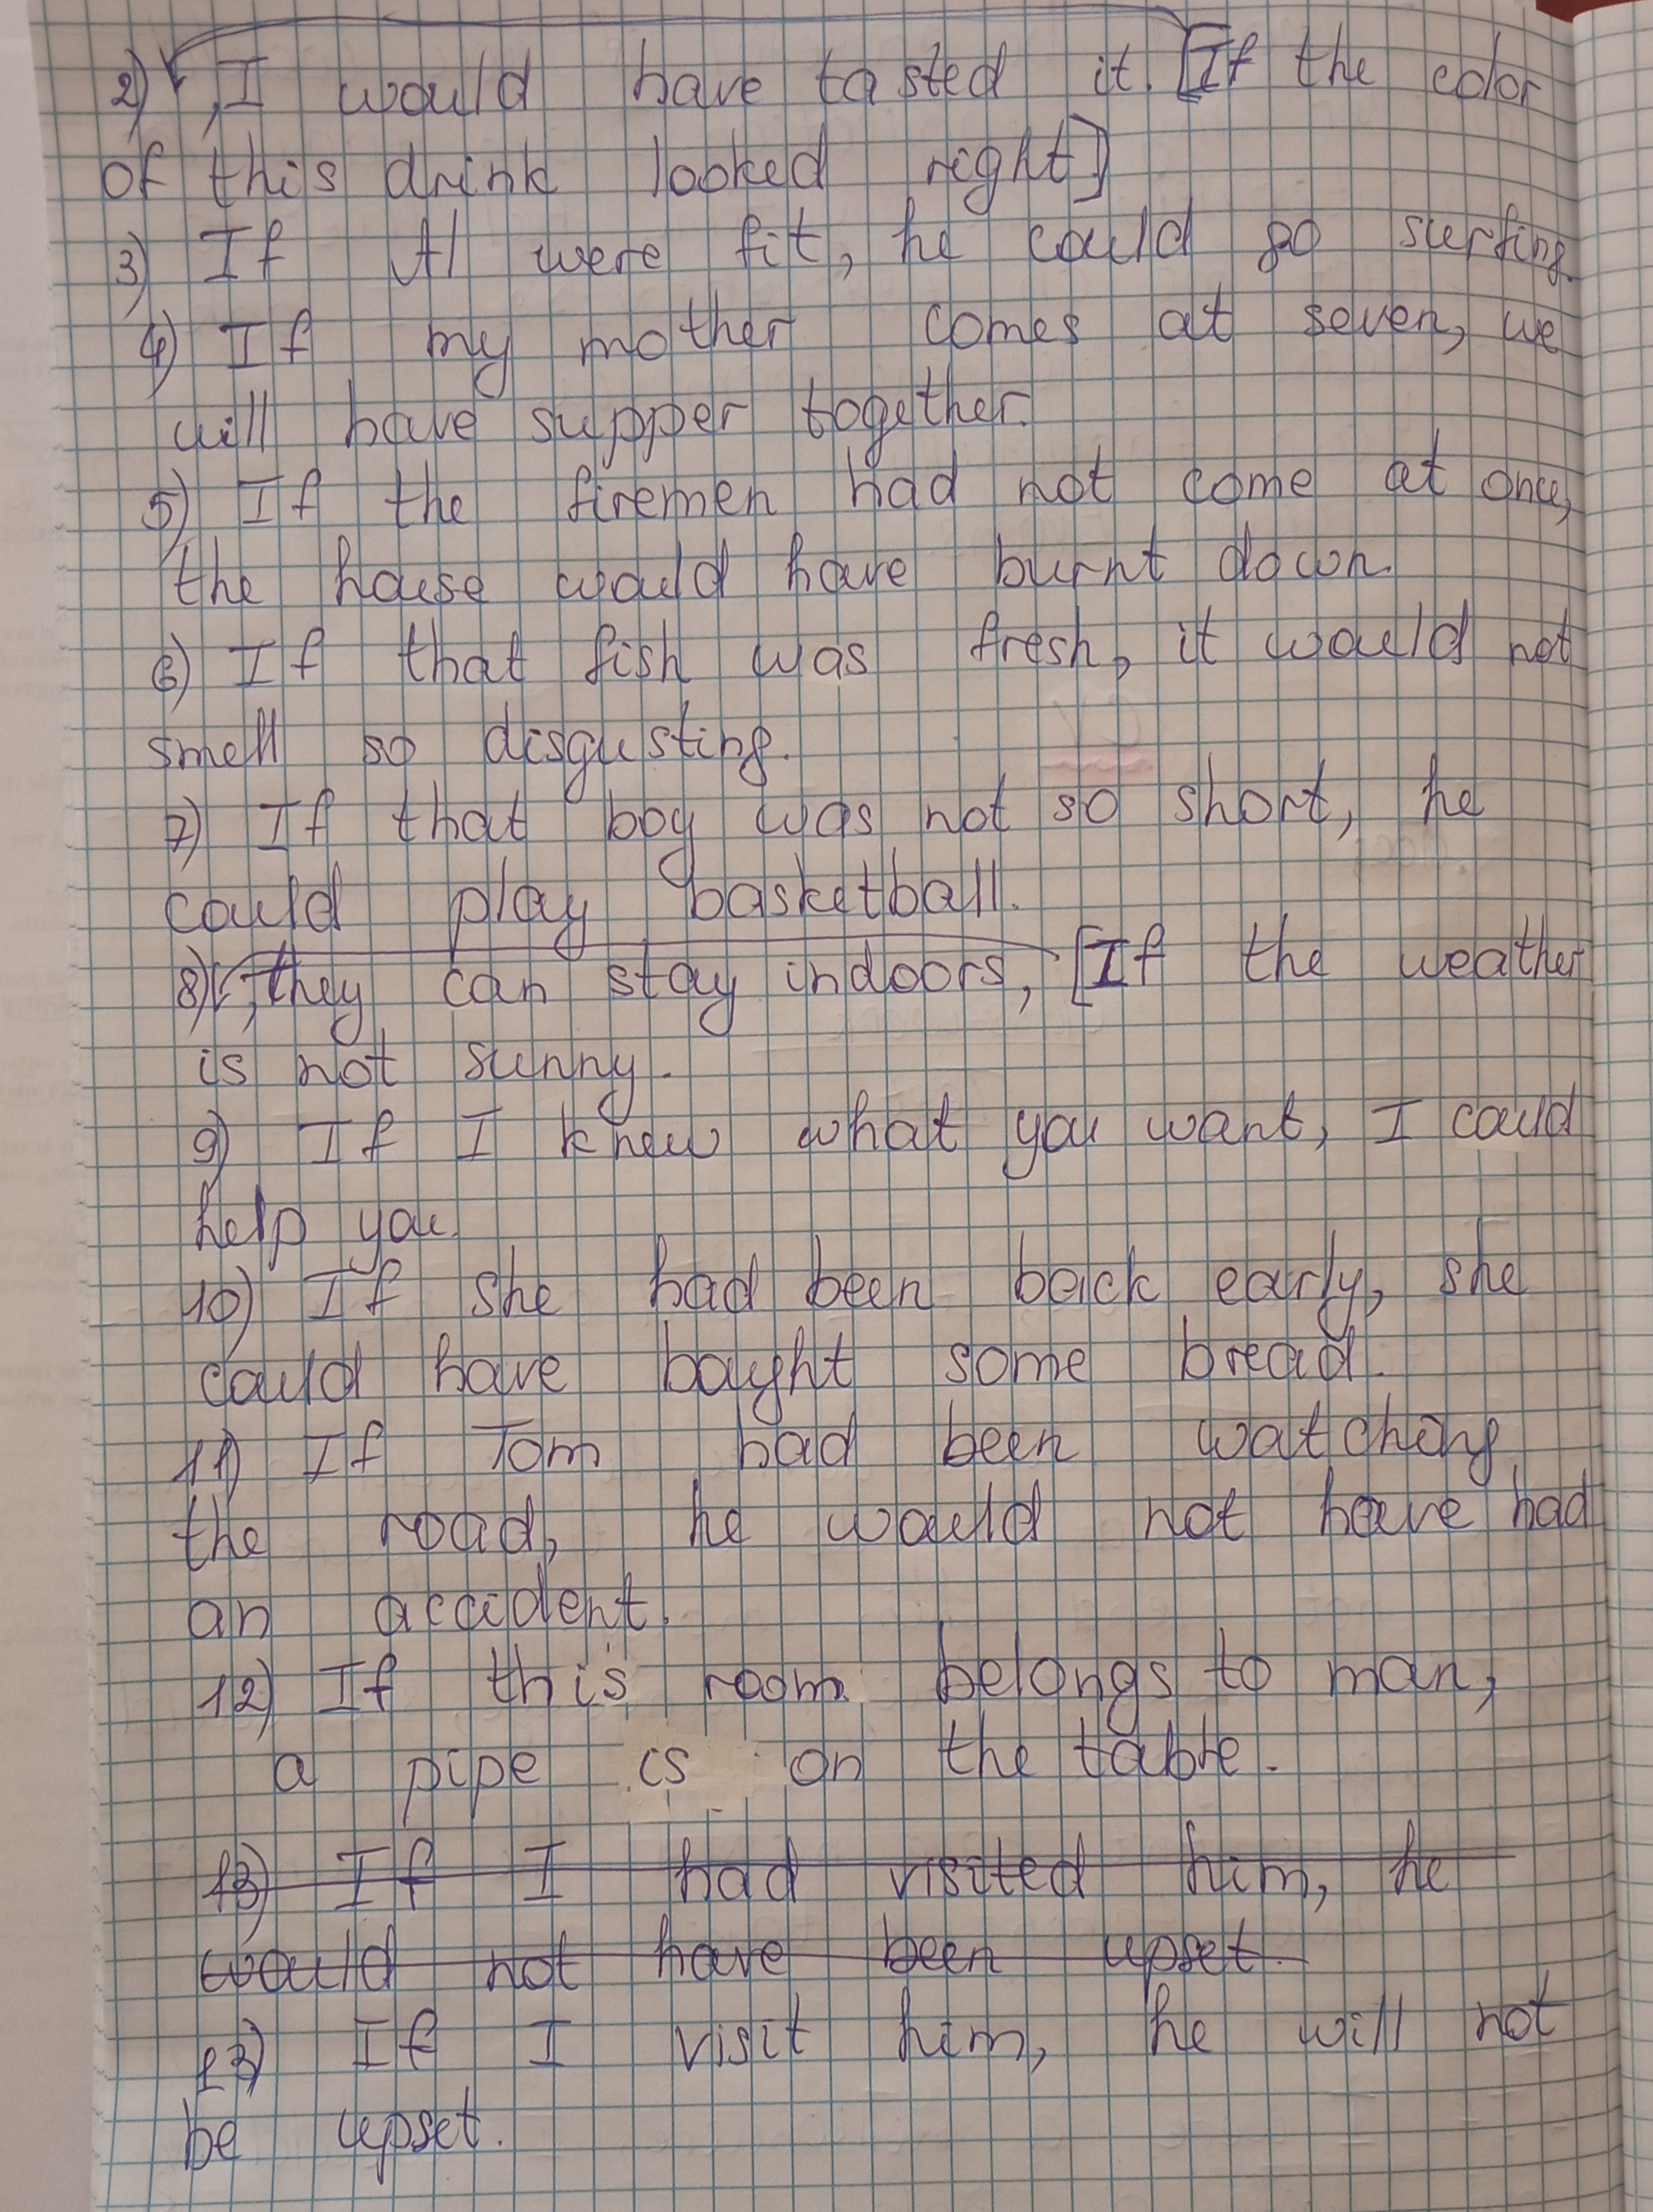 2) , I would have tasted it. [If the color
of this drink looked right]
3) If Al were fit, he could go surfing.
4) If my mother comes at seven, we
will have supper together.
5) If the firemen had not come at once,
the house would have burnt down.
6) If that fish was fresh, it would not
smell so disgusting.
7) If that boy was not so short, he
could play basketball.
8) , they can stay indoors, [If the weather
is not sunny.
9) If I knew what you want, I could
help you.
10) If she had been back early, she
could have bought some bread.
11) If Tom had been watching
the road, he would not have had
an accident.
12) If this room belongs to man,
a pipe is on the table.
13) If I had visited him, he
would not have been upset.
13) If I visit him, he will not
be upset.